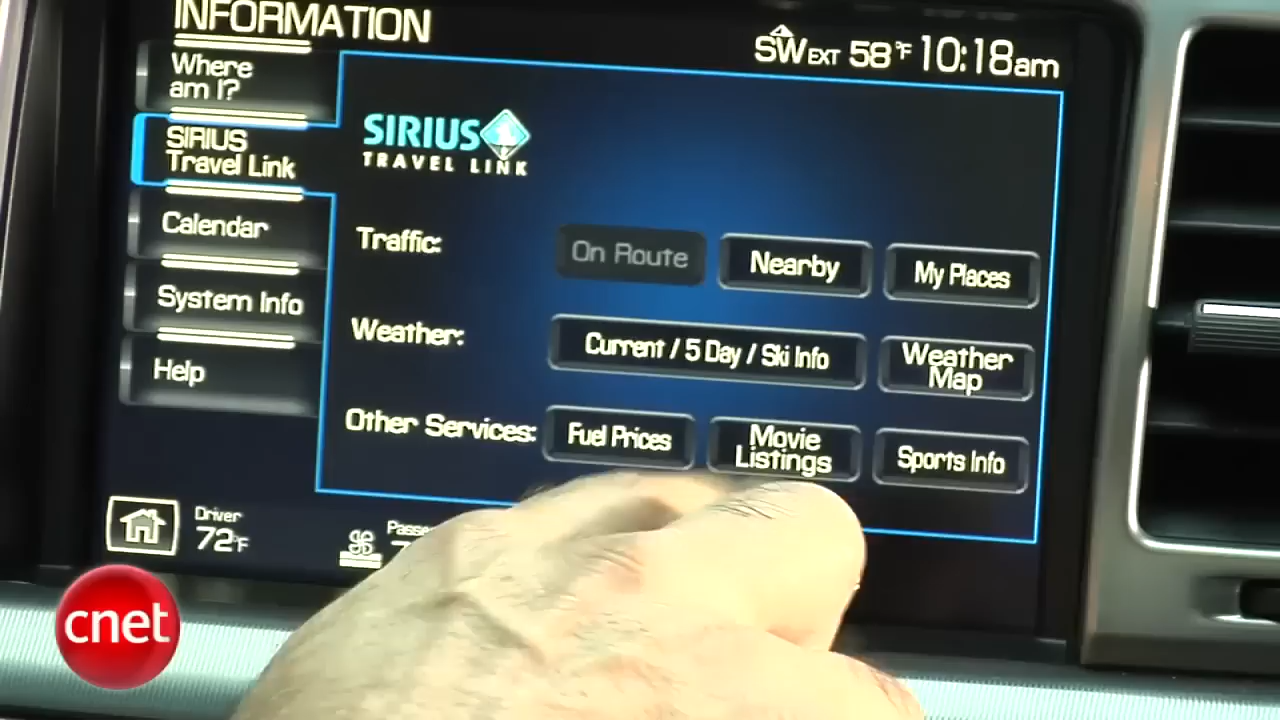 INFORMATION
SW EXT 58°F 10:18am
Where
am I?
SIRIUS
Travel Link
Calendar
System Info
Help
SIRIUS
TRAVEL LINK
Traffic:
On Route
Nearby
My Places
Weather:
Current / 5 Day / Ski Info
Weather
Map
Other Services:
Fuel Prices
Movie
Listings
Sports Info
Driver
72°F
cnet